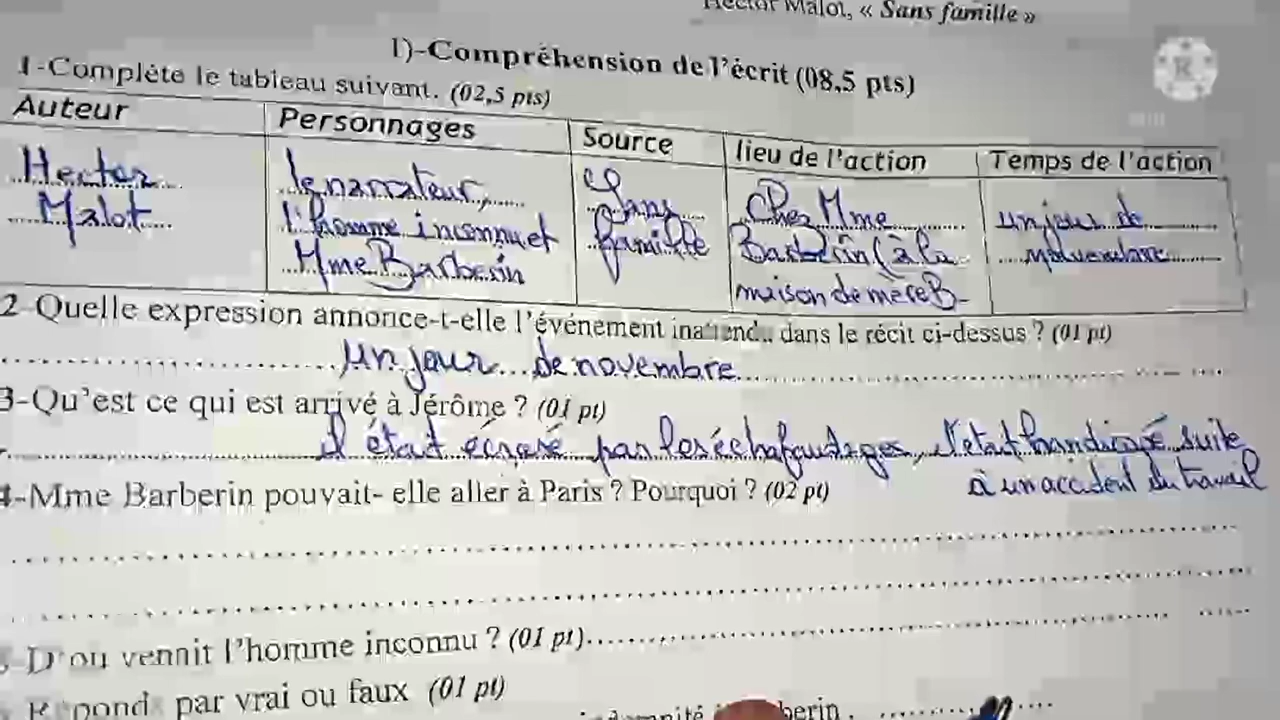 Hector Malot, « Sans famille »
I)-Compréhension de l'écrit (08,5 pts)
1-Complète le tableau suivant. (02,5 pts)
Auteur Personnages Source lieu de l'action Temps de l'action
Hector le narrateur, Sans Chez Mme un jour de
Malot l'homme inconnu et famille Barberin (à la novembre
Mme Barberin maison de mère B-
2-Quelle expression annonce-t-elle l'événement inattendu dans le récit ci-dessus ? (01 pt)
un jour de novembre
3-Qu'est ce qui est arrivé à Jérôme ? (01 pt)
il était écrasé par les échafaudages, l'était handicapé suite
à un accident du travail
4-Mme Barberin pouvait- elle aller à Paris ? Pourquoi ? (02 pt)
D'ou vennit l'homme inconnu ? (01 pt)
Répond par vrai ou faux (01 pt)